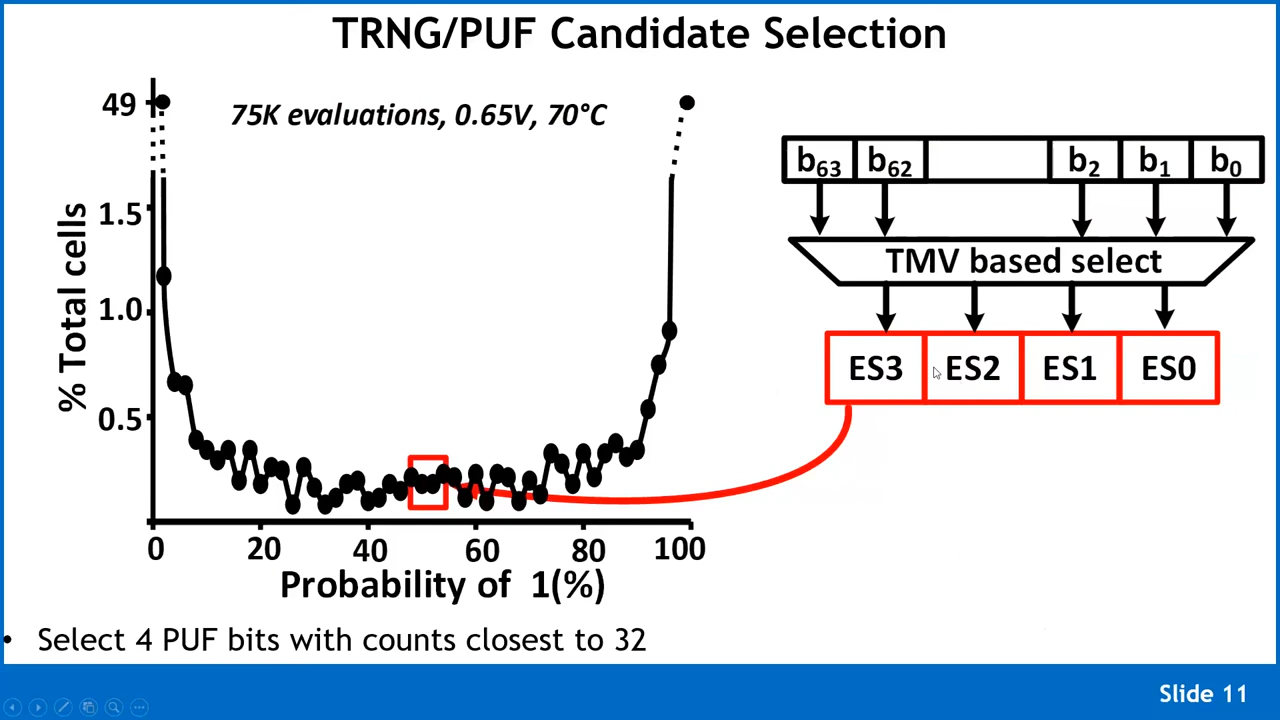 TRNG/PUF Candidate Selection
75K evaluations, 0.65V, 70°C
49
1.5
1.0
0.5
% Total cells
0 20 40 60 80 100
Probability of 1(%)
b63 b62 b2 b1 b0
TMV based select
ES3 ES2 ES1 ES0
• Select 4 PUF bits with counts closest to 32
Slide 11